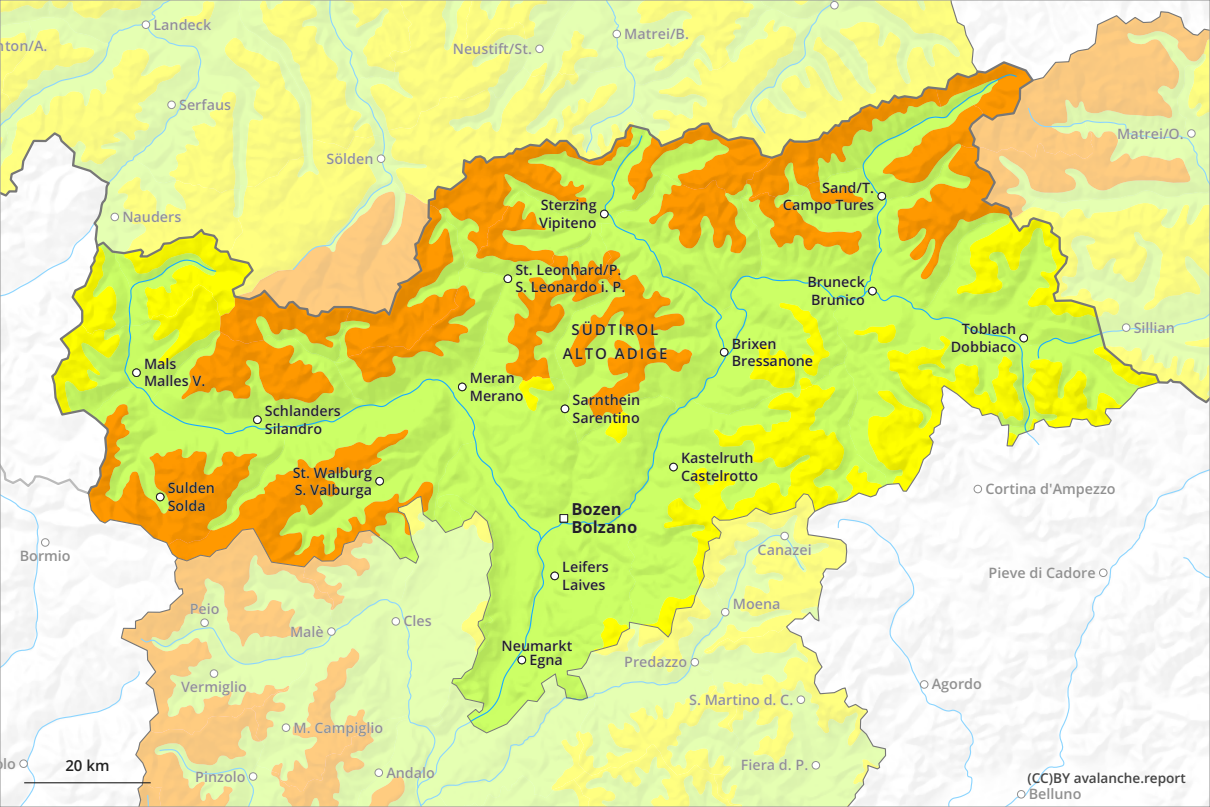 Landeck
nton/A.
Neustift/St.
Matrei/B.
Serfaus
Matrei/O.
Sölden
Nauders
Sand/T.
Campo Tures
Sterzing
Vipiteno
St. Leonhard/P.
S. Leonardo i. P.
Bruneck
Brunico
SÜDTIROL
ALTO ADIGE
Toblach
Dobbiaco
Sillian
Brixen
Bressanone
Mals
Malles V.
Meran
Merano
Sarnthein
Sarentino
Schlanders
Silandro
Kastelruth
Castelrotto
St. Walburg
S. Valburga
Sulden
Solda
Cortina d'Ampezzo
Bozen
Bolzano
Bormio
Canazei
Leifers
Laives
Pieve di Cadore
Peio
Moena
Cles
Malè
Neumarkt
Egna
Predazzo
Vermiglio
Agordo
S. Martino d. C.
M. Campiglio
20 km
olo
Pinzolo
Andalo
Fiera d. P.
(CC)BY avalanche.report
Belluno